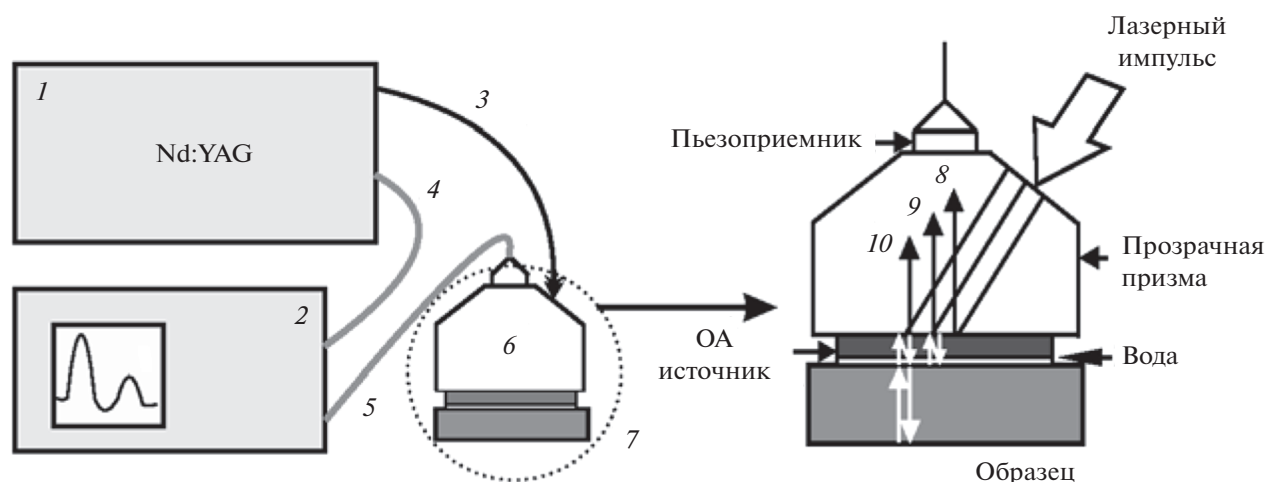 1
Nd:YAG
2
3
4
5
6
7
Лазерный
импульс
Пьезоприемник
8
9
10
Прозрачная
призма
ОА
источник
Вода
Образец